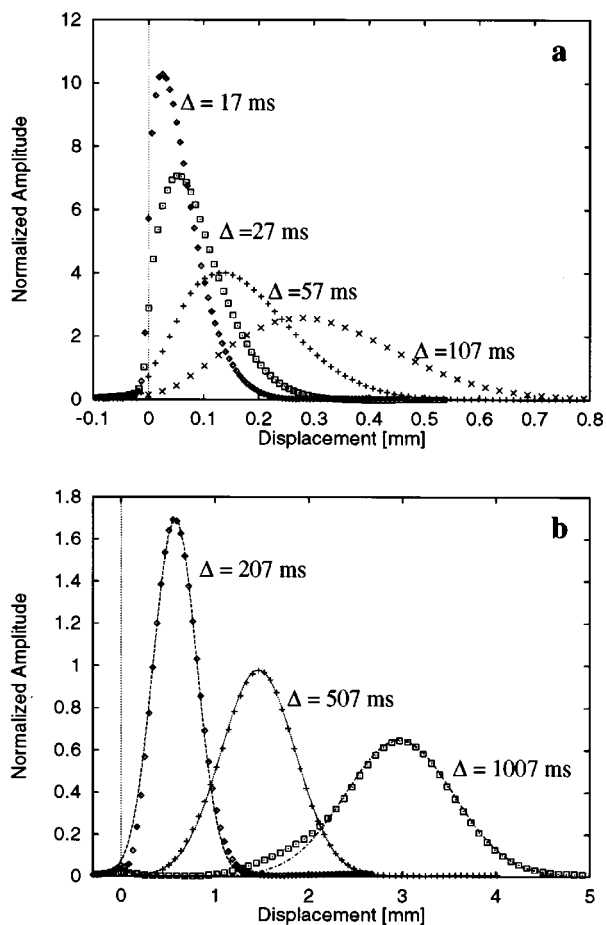 a
12
10
8
6
4
2
0
Normalized Amplitude
Δ = 17 ms
Δ =27 ms
Δ=57 ms
Δ=107 ms
-0.1 0 0.1 0.2 0.3 0.4 0.5 0.6 0.7 0.8
Displacement [mm]
b
1.8
1.6
1.4
1.2
1
0.8
0.6
0.4
0.2
0
Normalized Amplitude
Δ = 207 ms
Δ = 507 ms
Δ = 1007 ms
0 1 2 3 4 5
Displacement [mm]